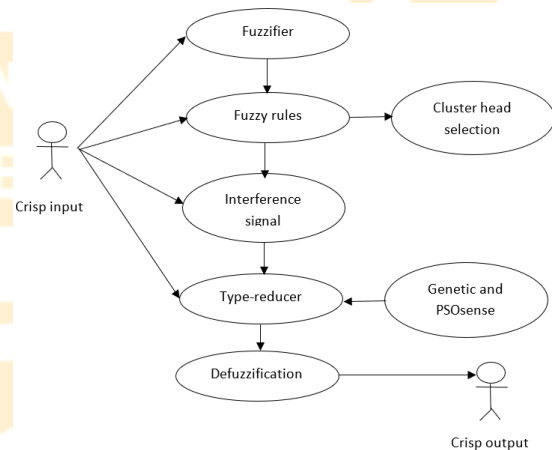 Fuzzifier
Fuzzy rules
Cluster head
selection
Crisp input
Interference
signal
Type-reducer
Genetic and
PSOsense
Defuzzification
Crisp output